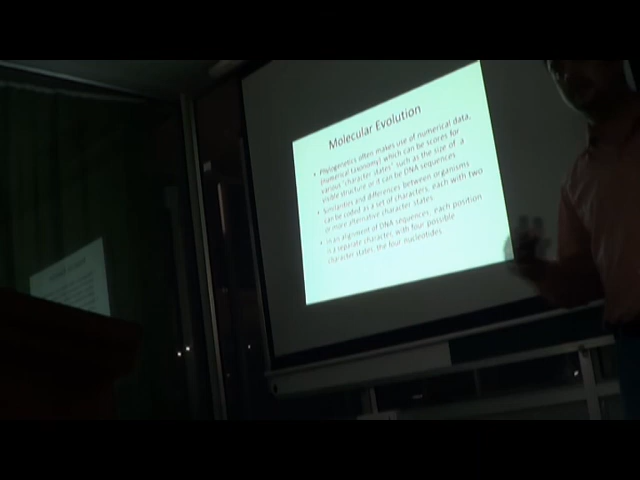 Molecular Evolution
• Phylogenetics often makes use of numerical data,
(numerical taxonomy) which can be scores for
various "character states" such as the size of a
visible structure or it can be DNA sequences
• Similarities and differences between organisms
can be coded as a set of characters, each with two
or more alternative character states
• In an alignment of DNA sequences, each position
is a separate character, with four possible
character states, the four nucleotides